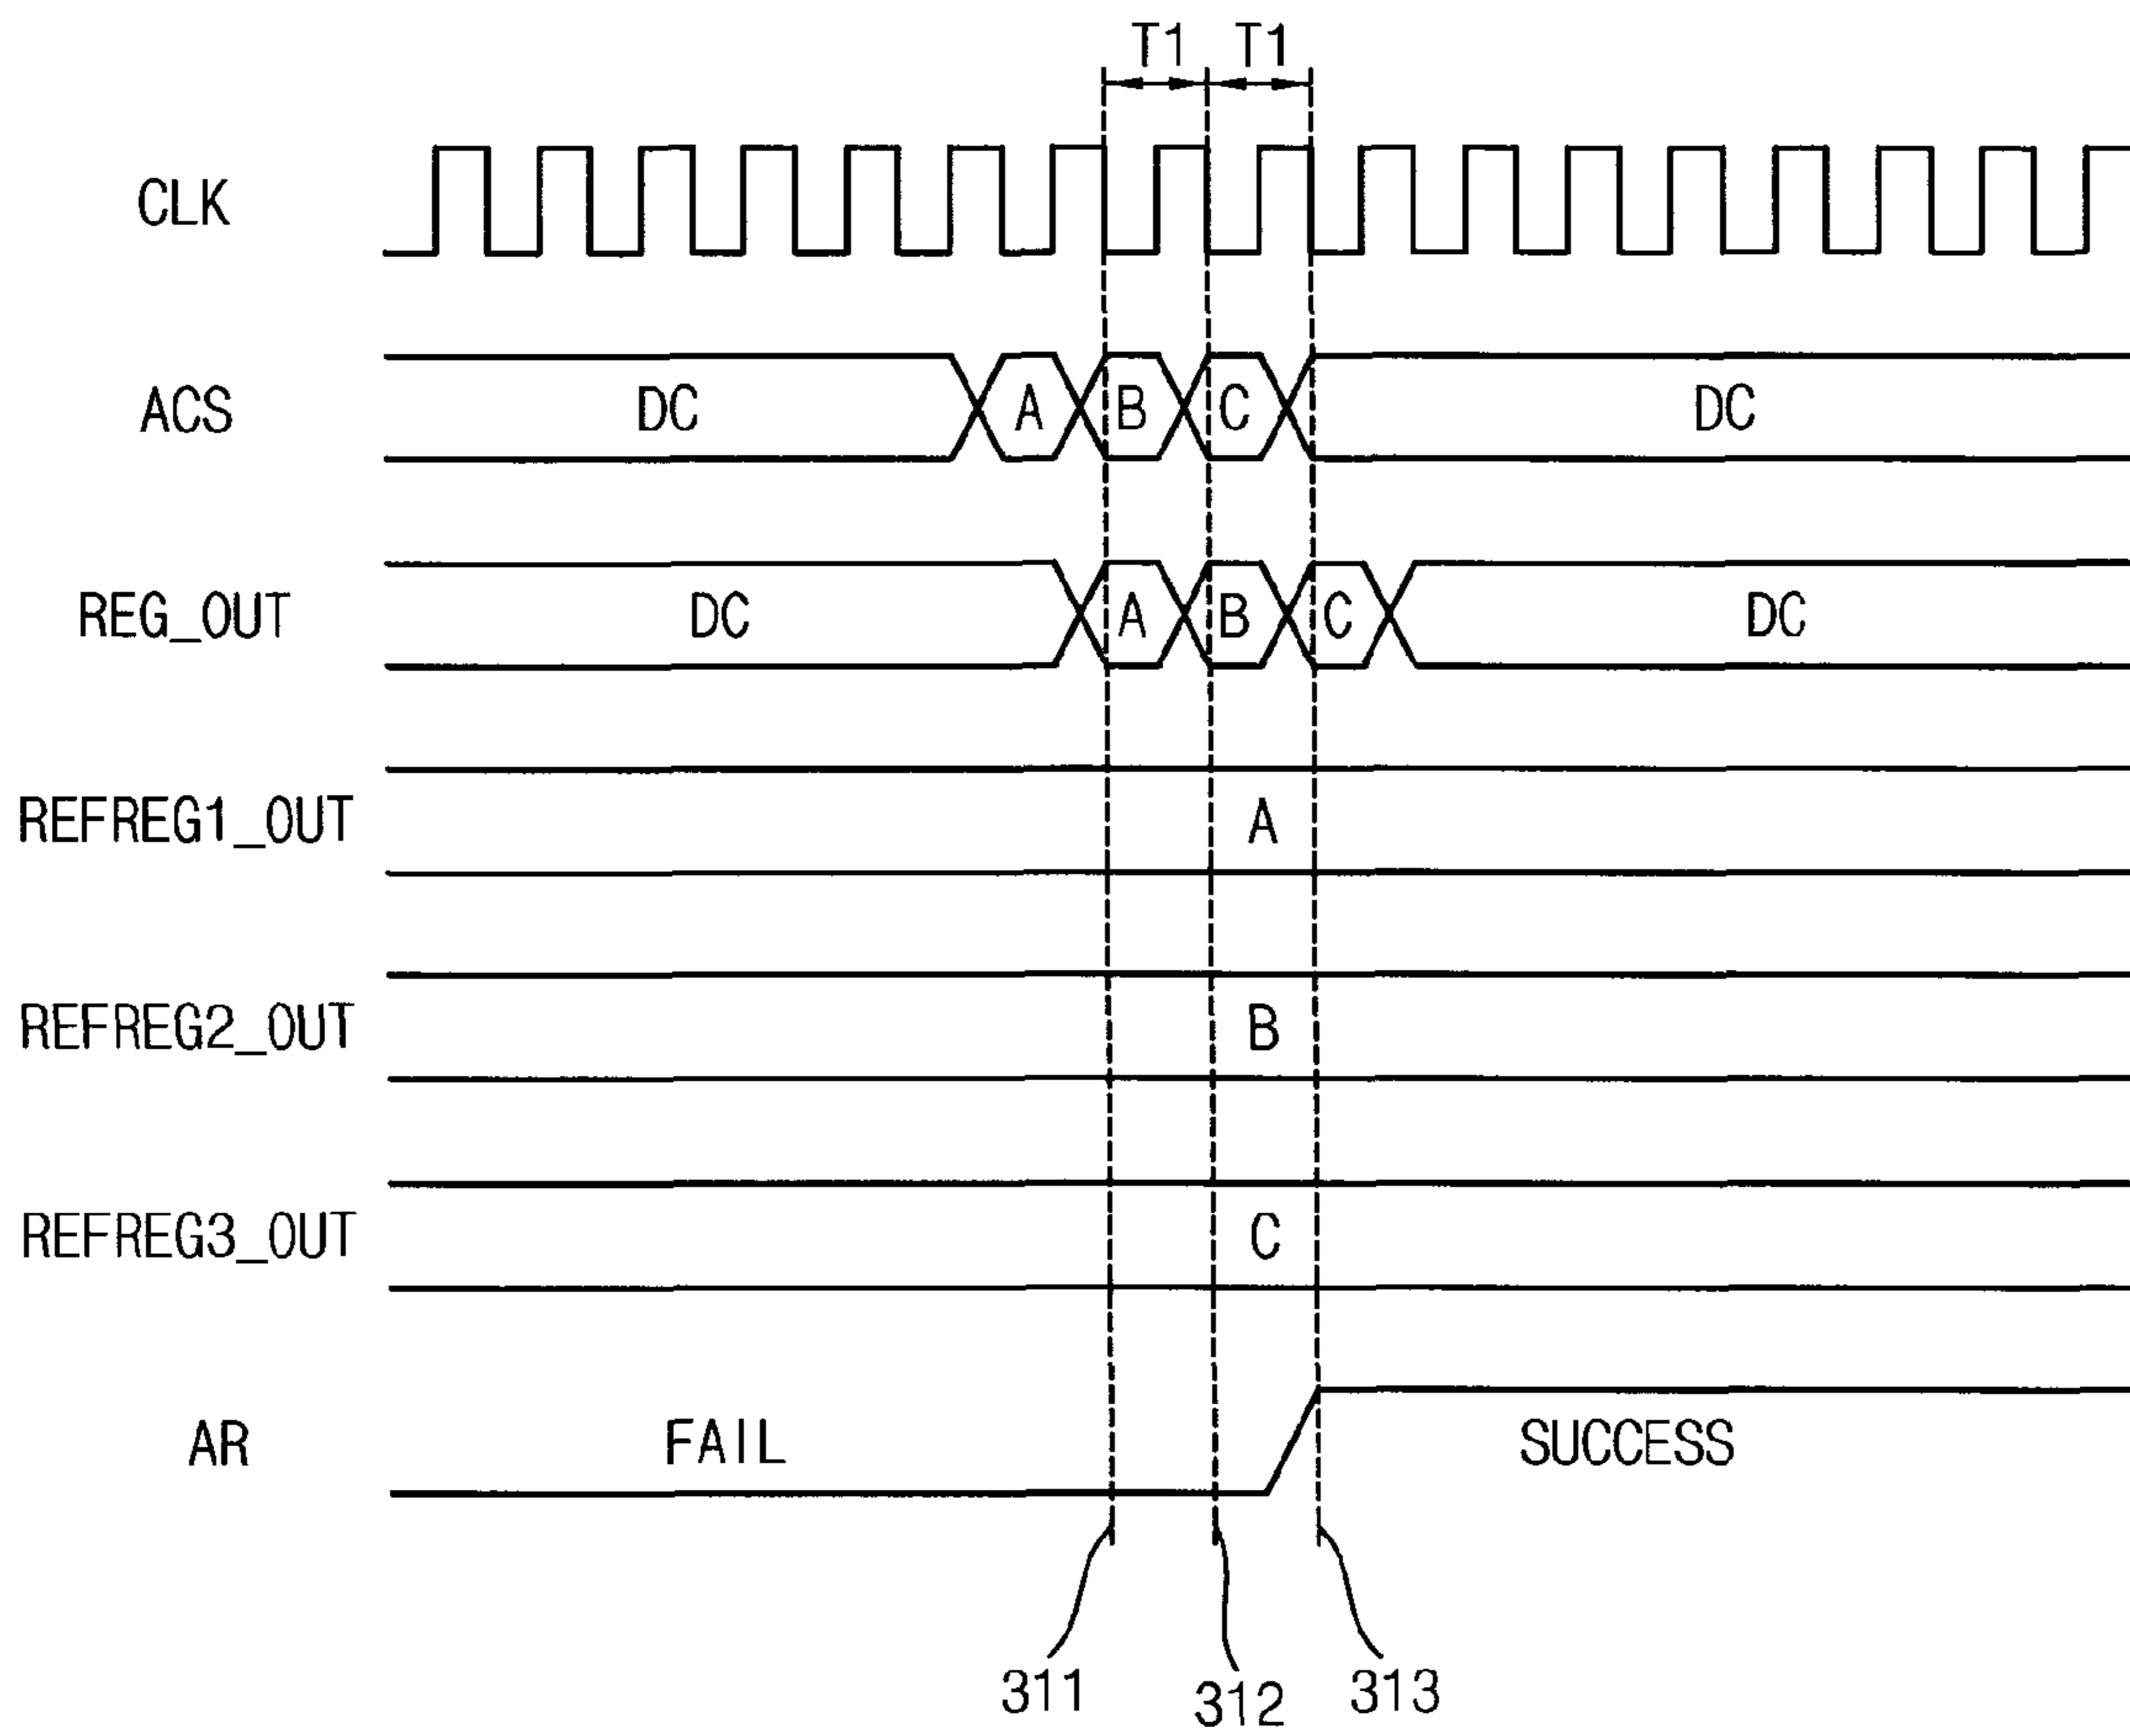 T1 T1
CLK
ACS DC A B C DC
REG_OUT DC A B C DC
REFREG1_OUT A
REFREG2_OUT B
REFREG3_OUT C
AR FAIL SUCCESS
311 312 313